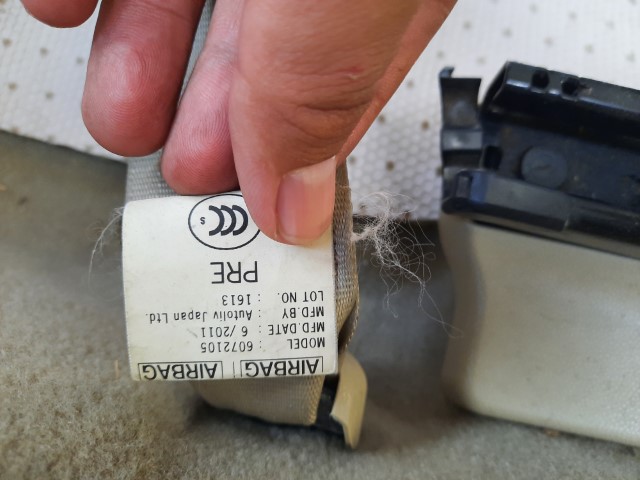 AIRBAG AIRBAG
MODEL : 6072105
MFD.DATE : 6 /2011
MFD.BY : Autoliv Japan Ltd.
LOT NO. : 1613
PRE
CCC S